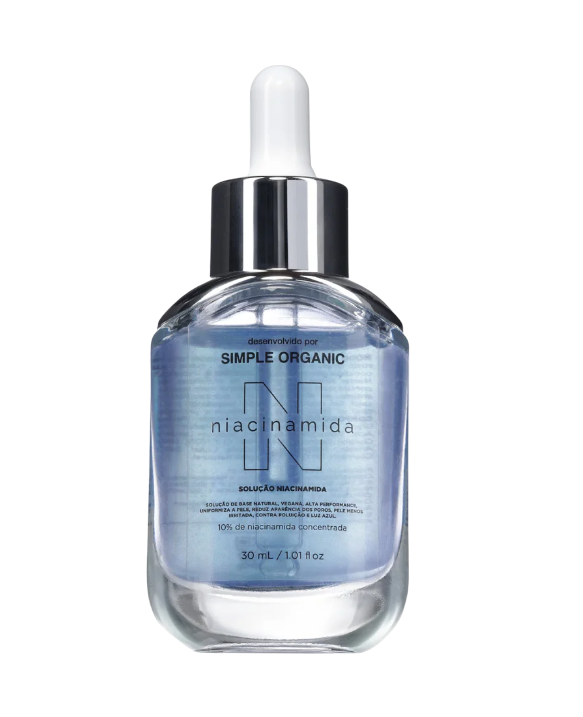 desenvolvido por
SIMPLE ORGANIC
N
niacinamida
SOLUÇÃO NIACINAMIDA
SOLUÇÃO DE BASE NATURAL, VEGANA, ALTA PERFORMANCE,
UNIFORMIZA A PELE, REDUZ APARÊNCIA DOS POROS, PELE MENOS
IRRITADA, CONTRA POLUIÇÃO E LUZ AZUL.
10% de niacinamida concentrada
30 mL / 1.01 fl oz